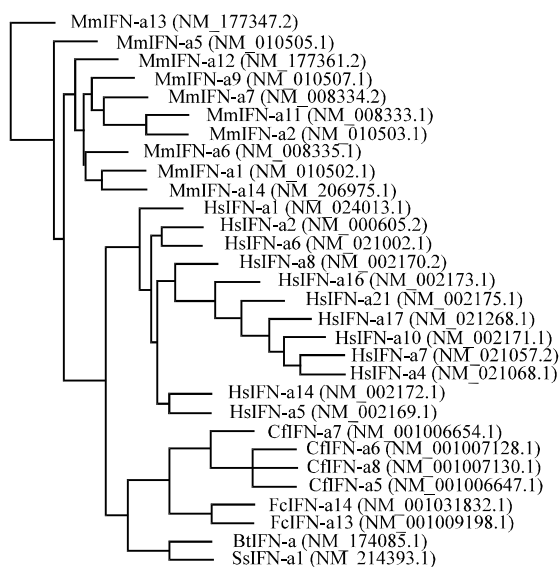 MmIFN-a13 (NM_177347.2)
MmIFN-a5 (NM_010505.1)
MmIFN-a12 (NM_177361.2)
MmIFN-a9 (NM_010507.1)
MmIFN-a7 (NM_008334.2)
MmIFN-a11 (NM_008333.1)
MmIFN-a2 (NM_010503.1)
MmIFN-a6 (NM_008335.1)
MmIFN-a1 (NM_010502.1)
MmIFN-a14 (NM_206975.1)
HsIFN-a1 (NM_024013.1)
HsIFN-a2 (NM_000605.2)
HsIFN-a6 (NM_021002.1)
HsIFN-a8 (NM_002170.2)
HsIFN-a16 (NM_002173.1)
HsIFN-a21 (NM_002175.1)
HsIFN-a17 (NM_021268.1)
HsIFN-a10 (NM_002171.1)
HsIFN-a7 (NM_021057.2)
HsIFN-a4 (NM_021068.1)
HsIFN-a14 (NM_002172.1)
HsIFN-a5 (NM_002169.1)
CfIFN-a7 (NM_001006654.1)
CfIFN-a6 (NM_001007128.1)
CfIFN-a8 (NM_001007130.1)
CfIFN-a5 (NM_001006647.1)
FcIFN-a14 (NM_001031832.1)
FcIFN-a13 (NM_001009198.1)
BtIFN-a (NM_174085.1)
SsIFN-a1 (NM_214393.1)